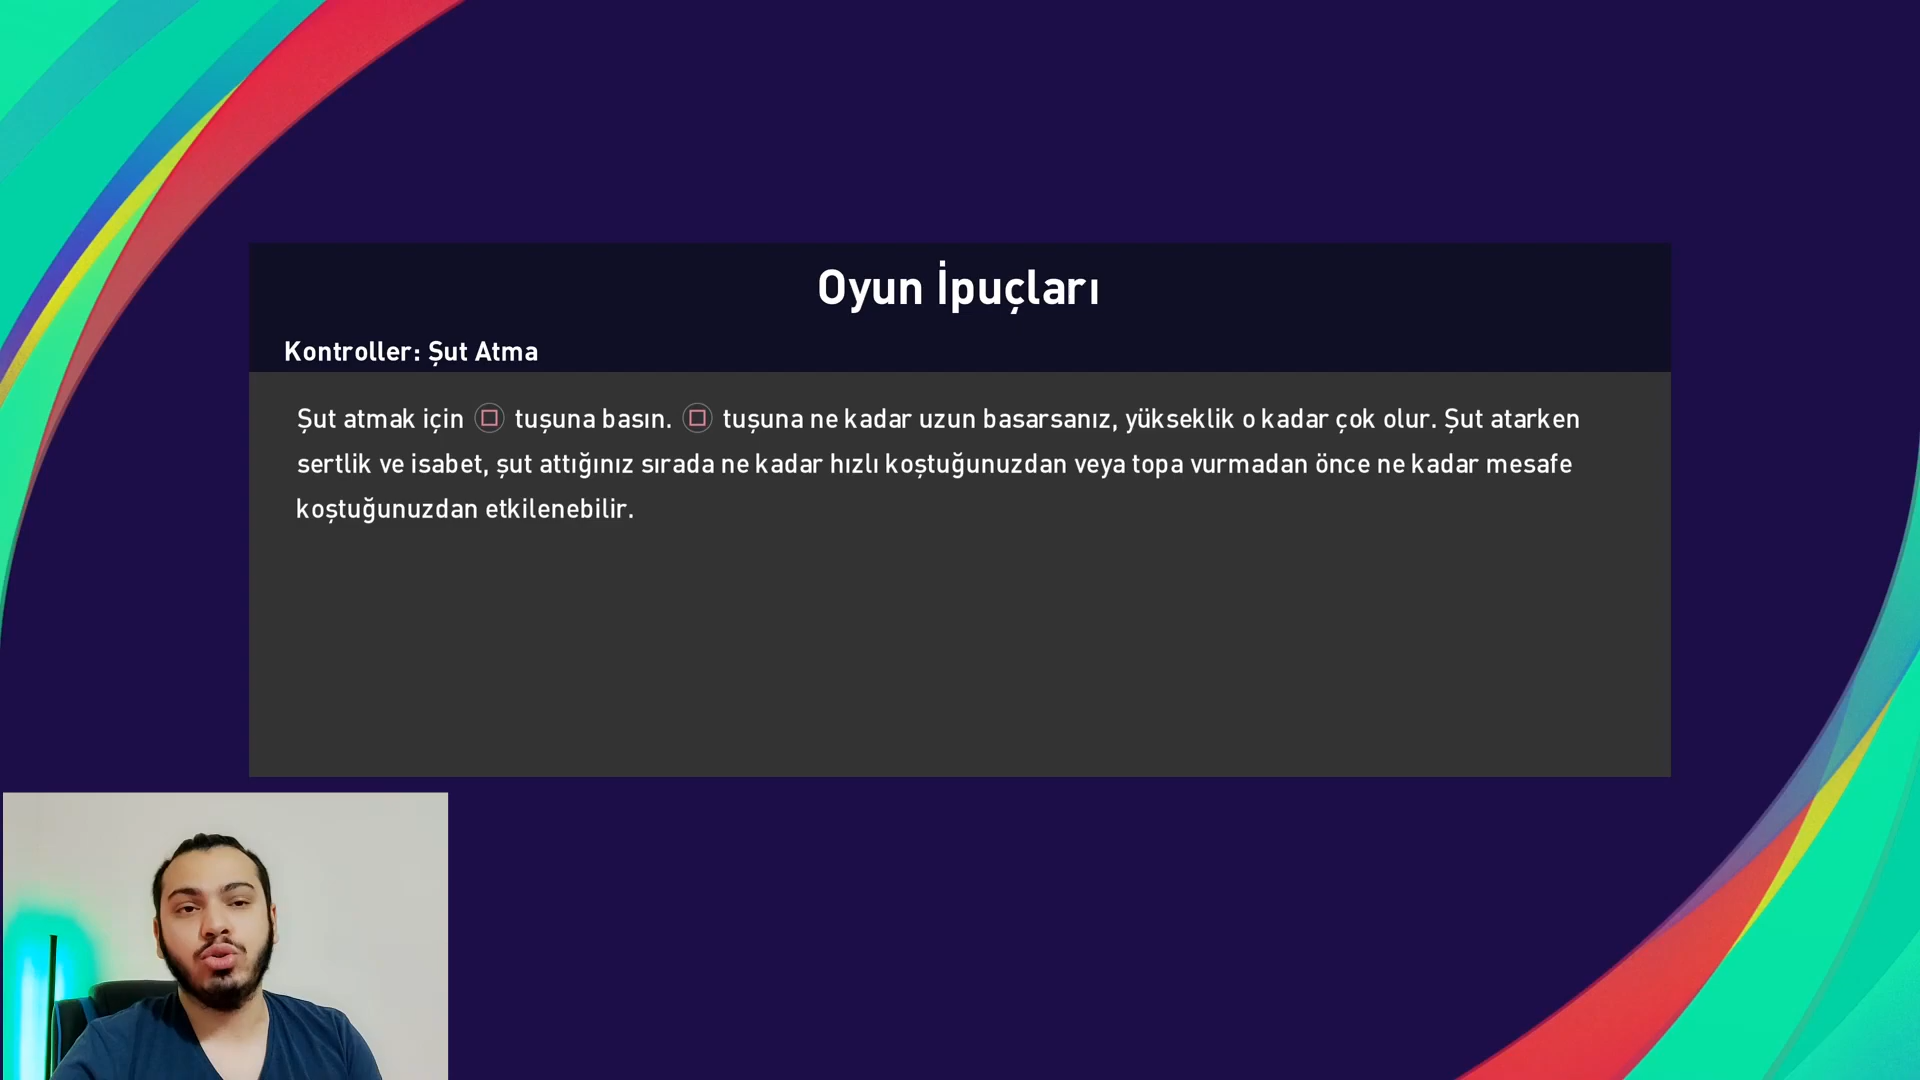 Oyun İpuçları
Kontroller: Şut Atma
Şut atmak için □ tuşuna basın. □ tuşuna ne kadar uzun basarsanız, yükseklik o kadar çok olur. Şut atarken
sertlik ve isabet, şut attığınız sırada ne kadar hızlı koştuğunuzdan veya topa vurmadan önce ne kadar mesafe
koştuğunuzdan etkilenebilir.